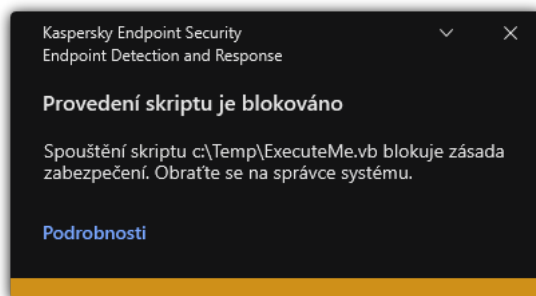 Kaspersky Endpoint Security
Endpoint Detection and Response
Provedení skriptu je blokováno
Spouštění skriptu c:\Temp\ExecuteMe.vb blokuje zásada
zabezpečení. Obraťte se na správce systému.
Podrobnosti